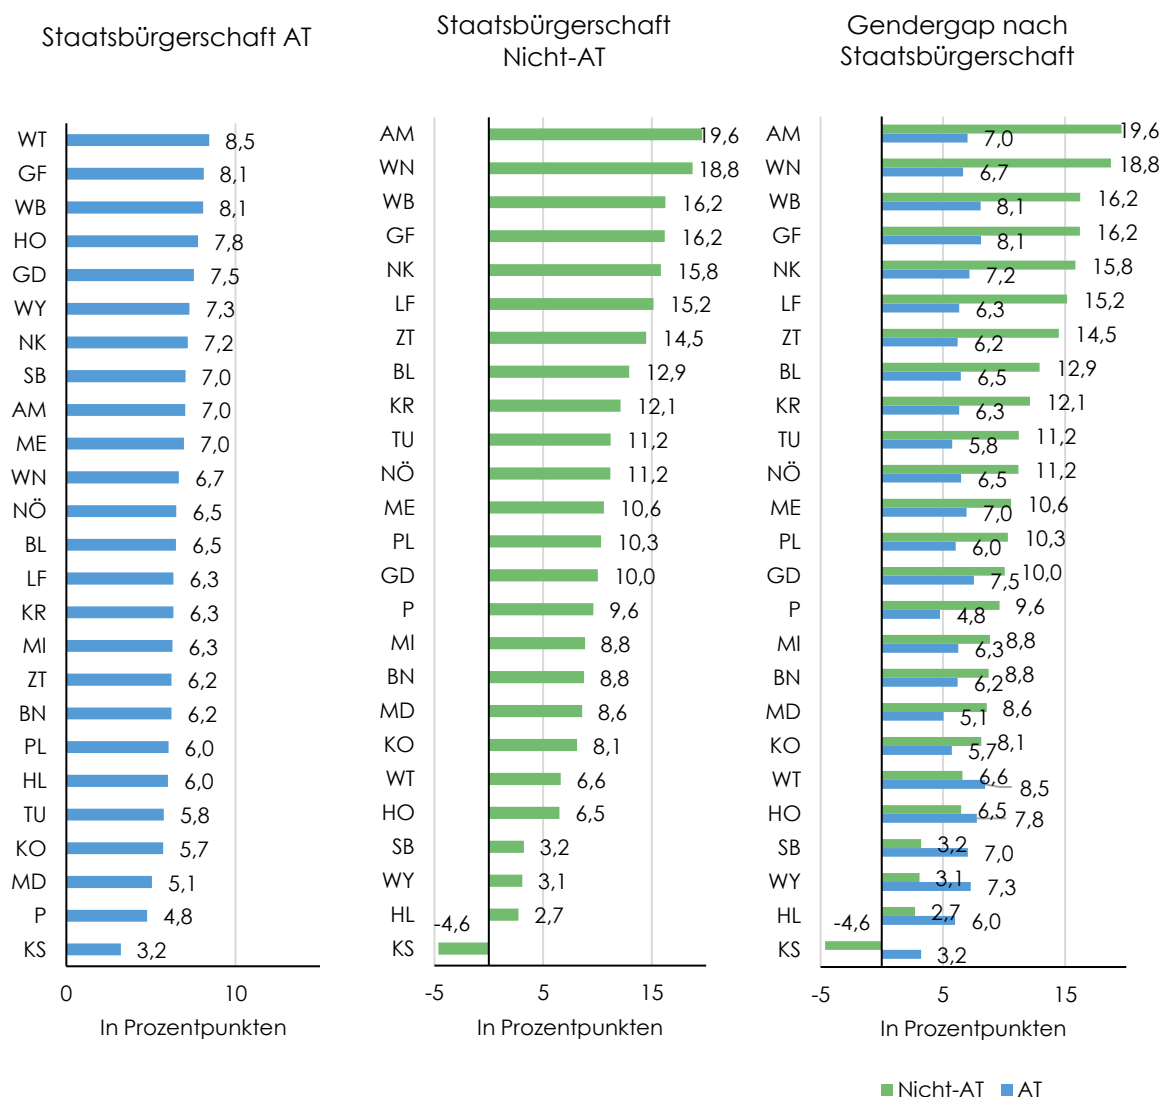 Staatsbürgerschaft AT
WT 8,5
GF 8,1
WB 8,1
HO 7,8
GD 7,5
WY 7,3
NK 7,2
SB 7,0
AM 7,0
ME 7,0
WN 6,7
NÖ 6,5
BL 6,5
LF 6,3
KR 6,3
MI 6,3
ZT 6,2
BN 6,2
PL 6,0
HL 6,0
TU 5,8
KO 5,7
MD 5,1
P 4,8
KS 3,2
0 10
In Prozentpunkten
Staatsbürgerschaft
Nicht-AT
AM 19,6
WN 18,8
WB 16,2
GF 16,2
NK 15,8
LF 15,2
ZT 14,5
BL 12,9
KR 12,1
TU 11,2
NÖ 11,2
ME 10,6
PL 10,3
GD 10,0
P 9,6
MI 8,8
BN 8,8
MD 8,6
KO 8,1
WT 6,6
HO 6,5
SB 3,2
WY 3,1
HL 2,7
KS -4,6
-5 5 15
In Prozentpunkten
Gendergap nach
Staatsbürgerschaft
AM 19,6
7,0
WN 18,8
6,7
WB 16,2
8,1
GF 16,2
8,1
NK 15,8
7,2
LF 15,2
6,3
ZT 14,5
6,2
BL 12,9
6,5
KR 12,1
6,3
TU 11,2
5,8
NÖ 11,2
6,5
ME 10,6
7,0
PL 10,3
6,0
GD 10,0
7,5
P 9,6
4,8
MI 8,8
6,3
BN 8,8
6,2
MD 8,6
5,1
KO 8,1
5,7
WT 6,6
8,5
HO 6,5
7,8
SB 3,2
7,0
WY 3,1
7,3
HL 2,7
6,0
KS -4,6
3,2
-5 5 15
In Prozentpunkten
Nicht-AT AT